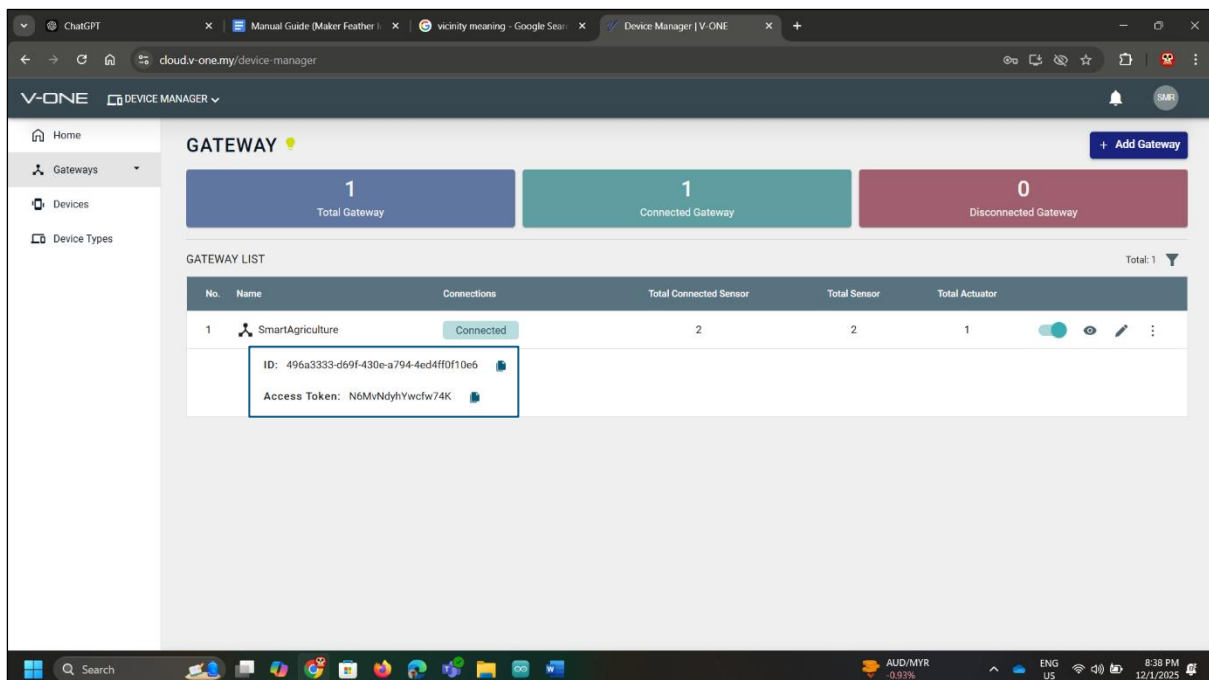 ChatGPT
Manual Guide (Maker Feather
vicinity meaning - Google Sear
Device Manager | V-ONE
cloud.v-one.my/device-manager
V-ONE DEVICE MANAGER
SMR
Home
Gateways
Devices
Device Types
GATEWAY
+ Add Gateway
1
Total Gateway
1
Connected Gateway
0
Disconnected Gateway
GATEWAY LIST
Total: 1
No. Name Connections Total Connected Sensor Total Sensor Total Actuator
1 SmartAgriculture Connected 2 2 1
ID: 496a3333-d69f-430e-a794-4ed4ff0f10e6
Access Token: N6MvNdyhYwcfw74K
Search
AUD/MYR
-0.93%
ENG
US
8:38 PM
12/1/2025